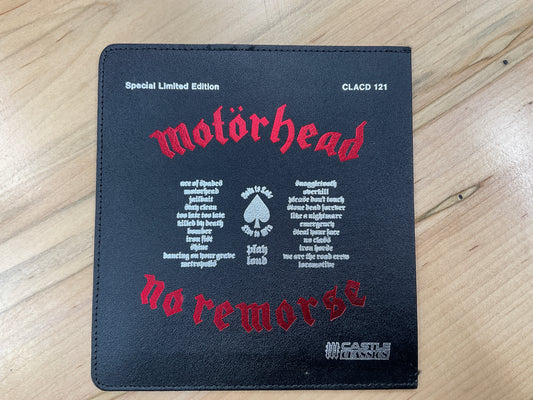 Special Limited Edition
CLACD 121
motörhead
ace of spades
motorhead
jailbait
stay clean
too late too late
killed by death
bomber
iron fist
shine
dancing on your grave
metropolis
Born to Lose
Live to Win
play
loud
snaggletooth
overkill
please don't touch
stone dead forever
like a nightmare
emergency
steal your face
no class
iron horse
we are the road crew
locomotive
no remorse
CASTLE
CLASSICS